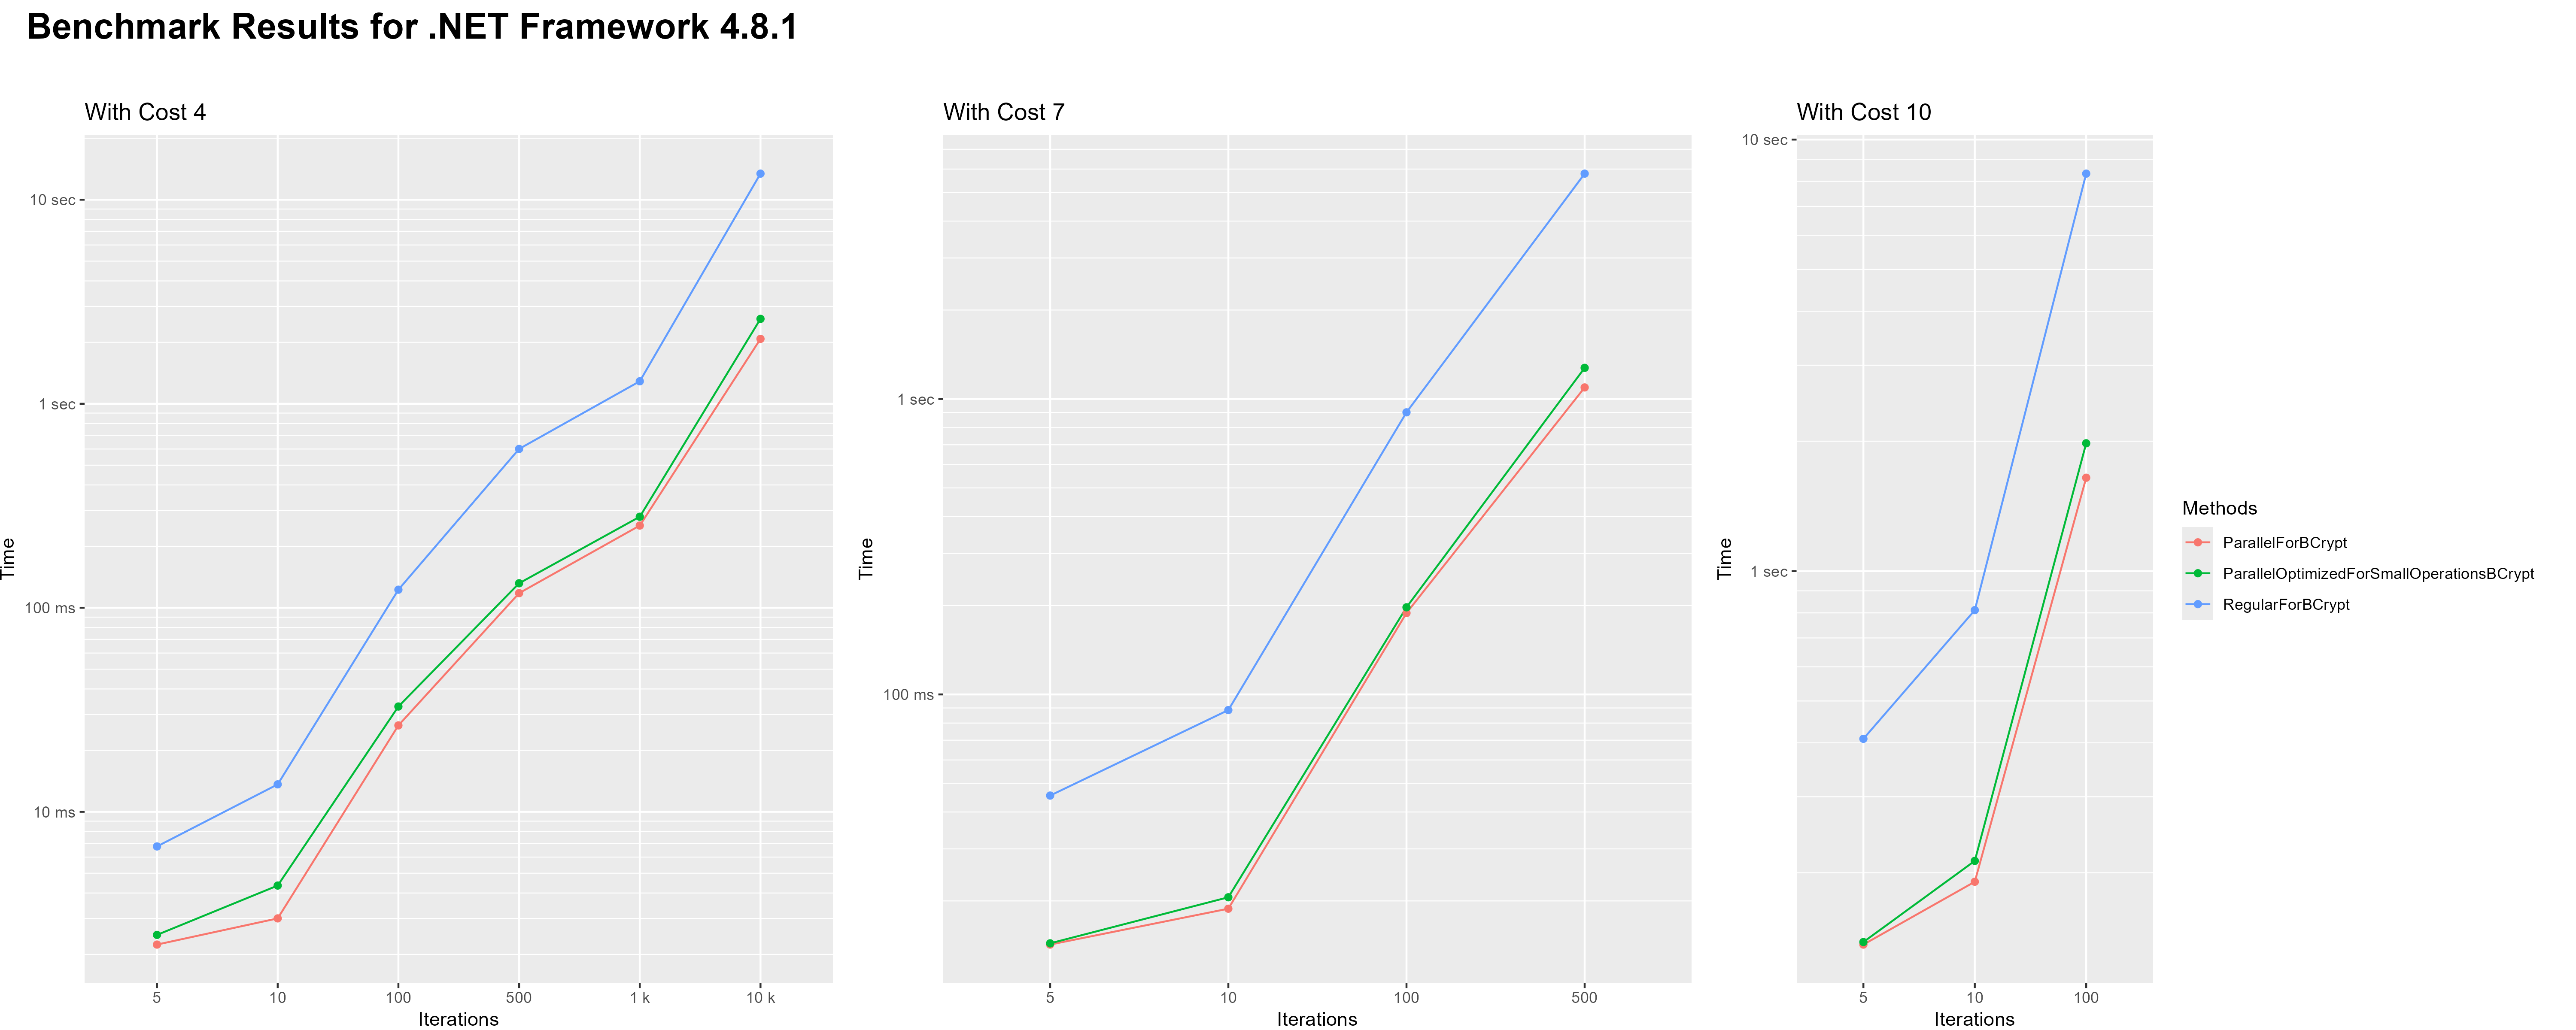 Benchmark Results for .NET Framework 4.8.1
With Cost 4
10 sec
1 sec
100 ms
10 ms
Time
5 10 100 500 1 k 10 k
Iterations
With Cost 7
1 sec
100 ms
Time
5 10 100 500
Iterations
With Cost 10
10 sec
1 sec
Time
5 10 100
Iterations
Methods
ParallelForBCrypt
ParallelOptimizedForSmallOperationsBCrypt
RegularForBCrypt